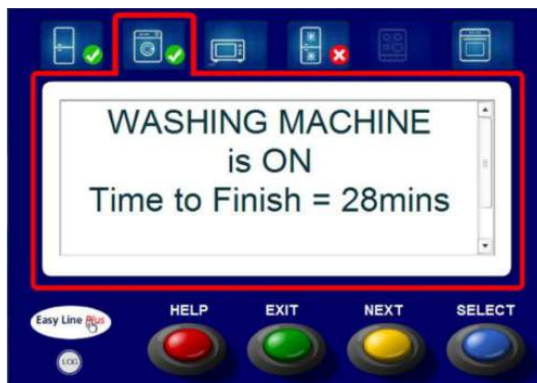 WASHING MACHINE
is ON
Time to Finish = 28mins
HELP
EXIT
NEXT
SELECT
Easy Line Plus
LOG